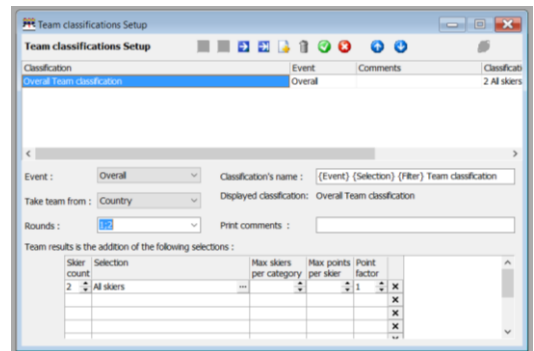 Team classifications Setup
Team classifications Setup
Classification Event Comments Classificati
Overall Team classification Overall 2 All skiers
Event : Overall Classification's name : {Event} {Selection} {Filter} Team classification
Take team from : Country Displayed classification: Overall Team classification
Rounds : 1;2 Print comments :
Team results is the addition of the following selections :
Skier count Selection Max skiers per category Max points per skier Point factor
2 All skiers ... 1 x
x
x
x